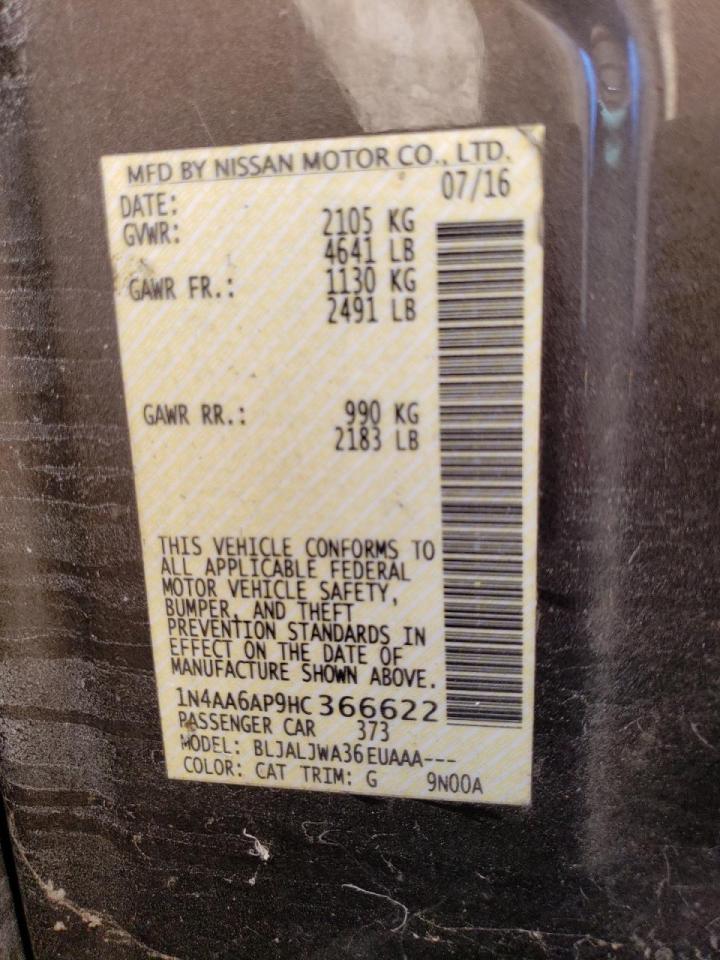 MFD BY NISSAN MOTOR CO., LTD.
DATE: 07/16
GVWR: 2105 KG
4641 LB
GAWR FR.: 1130 KG
2491 LB
GAWR RR.: 990 KG
2183 LB
THIS VEHICLE CONFORMS TO
ALL APPLICABLE FEDERAL
MOTOR VEHICLE SAFETY,
BUMPER, AND THEFT
PREVENTION STANDARDS IN
EFFECT ON THE DATE OF
MANUFACTURE SHOWN ABOVE.
1N4AA6AP9HC366622
PASSENGER CAR 373
MODEL: BLJALJWA36EUAAA---
COLOR: CAT TRIM: G 9N00A